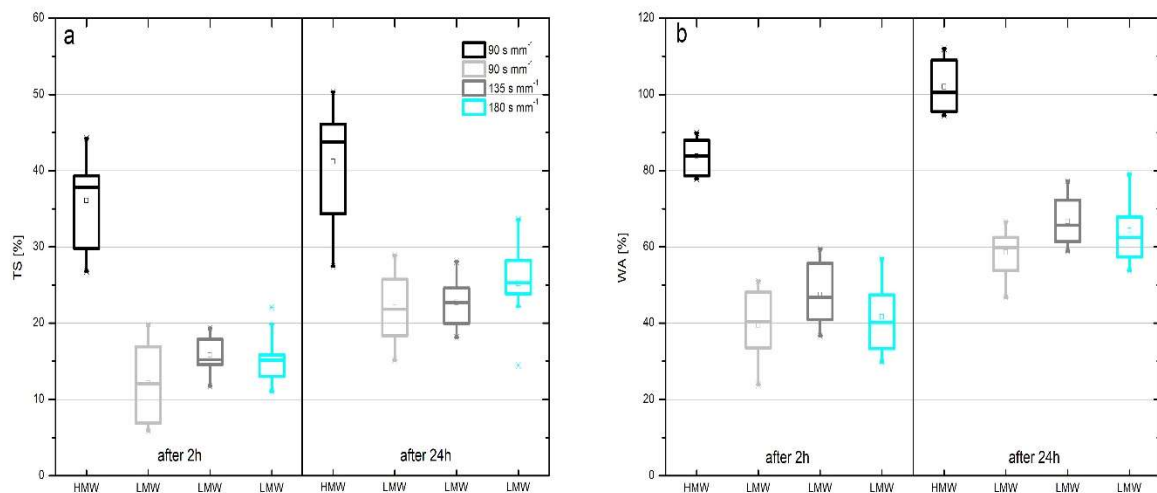 a
60
50
40
30
20
10
0
TS [%]
90 s mm⁻¹
90 s mm⁻¹
135 s mm⁻¹
180 s mm⁻¹
after 2h
after 24h
HMW LMW LMW LMW HMW LMW LMW LMW
b
120
100
80
60
40
20
0
WA [%]
after 2h
after 24h
HMW LMW LMW LMW HMW LMW LMW LMW